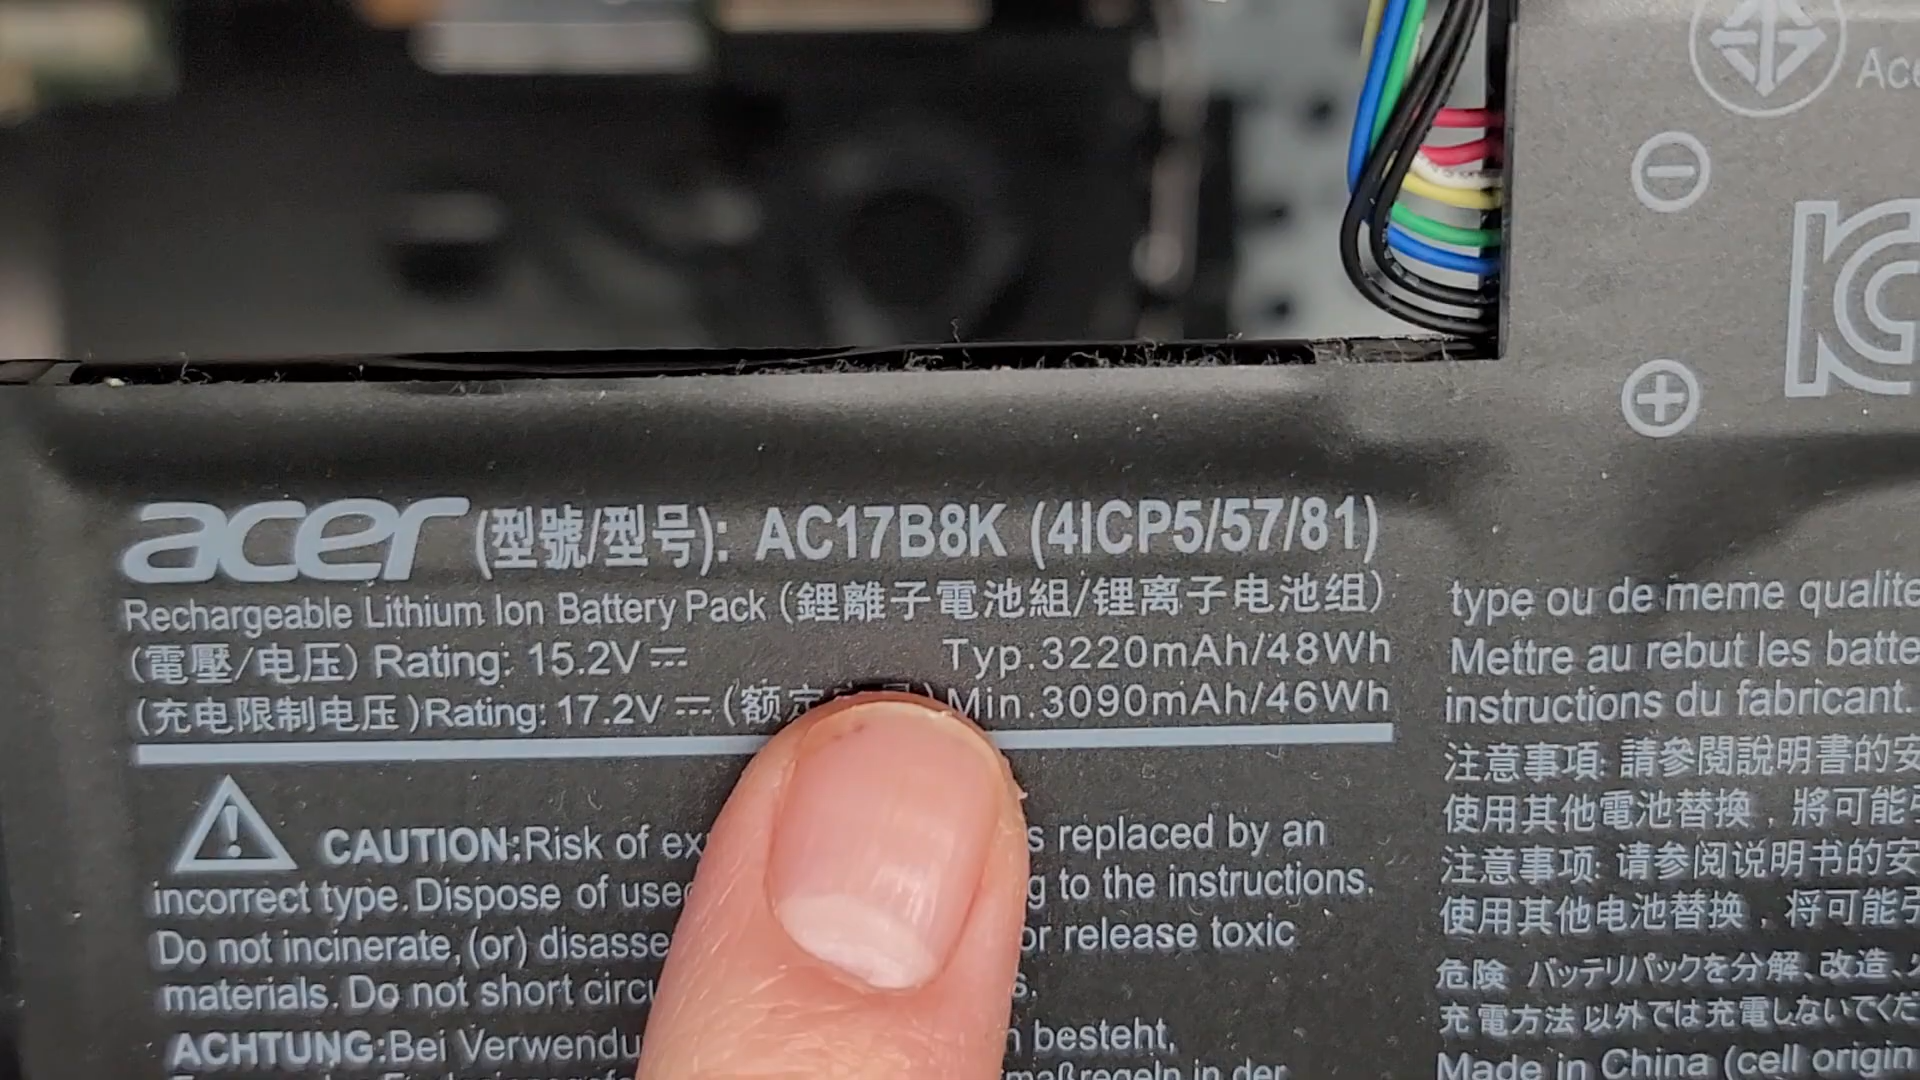 Ace
acer (型號/型号): AC17B8K (4ICP5/57/81)
Rechargeable Lithium Ion Battery Pack (鋰離子電池組/锂离子电池组)
(電壓/电压) Rating: 15.2V⎓ Typ.3220mAh/48Wh
(充电限制电压)Rating: 17.2V⎓(额定 Min.3090mAh/46Wh
CAUTION:Risk of replaced by an
incorrect type. Dispose of to the instructions.
Do not incinerate,(or) or release toxic
materials. Do not short
ACHTUNG:Bei besteht,
in der
type ou de meme
Mettre au rebut les
instructions du fabricant.
注意事項: 請參閱說明書的安
使用其他電池替換，將可能
注意事项: 请参阅说明书的安
使用其他电池替换，将可能
危険 バッテリパックを分解、改造、
充電方法以外では充電しないでくだ
Made in China (cell origin